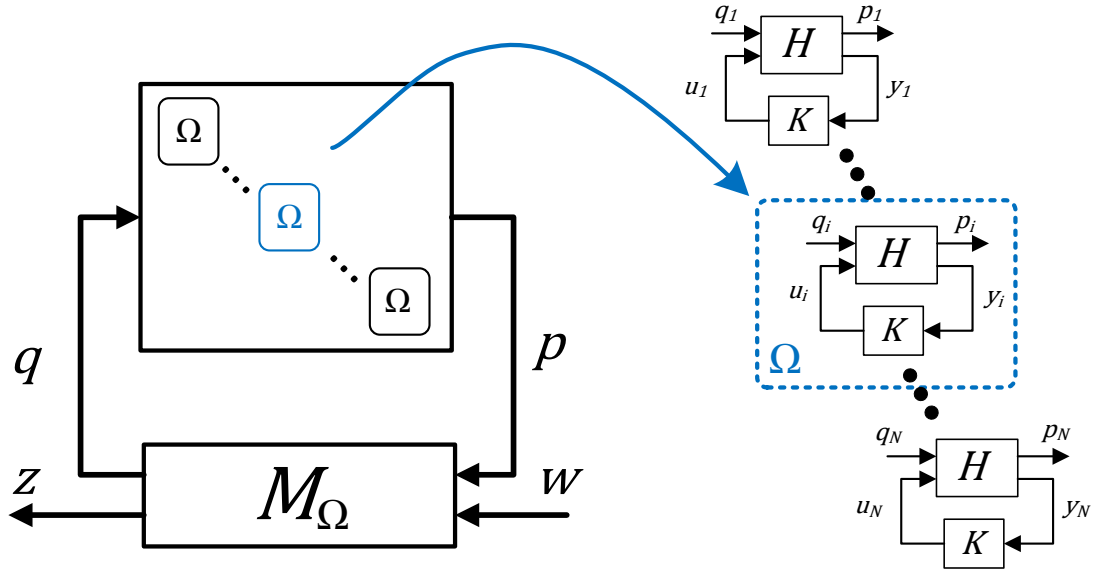 Ω
Ω
Ω
q
p
z
M_Ω
w
q_1
p_1
H
u_1
y_1
K
q_i
p_i
H
u_i
y_i
K
Ω
q_N
p_N
H
u_N
y_N
K